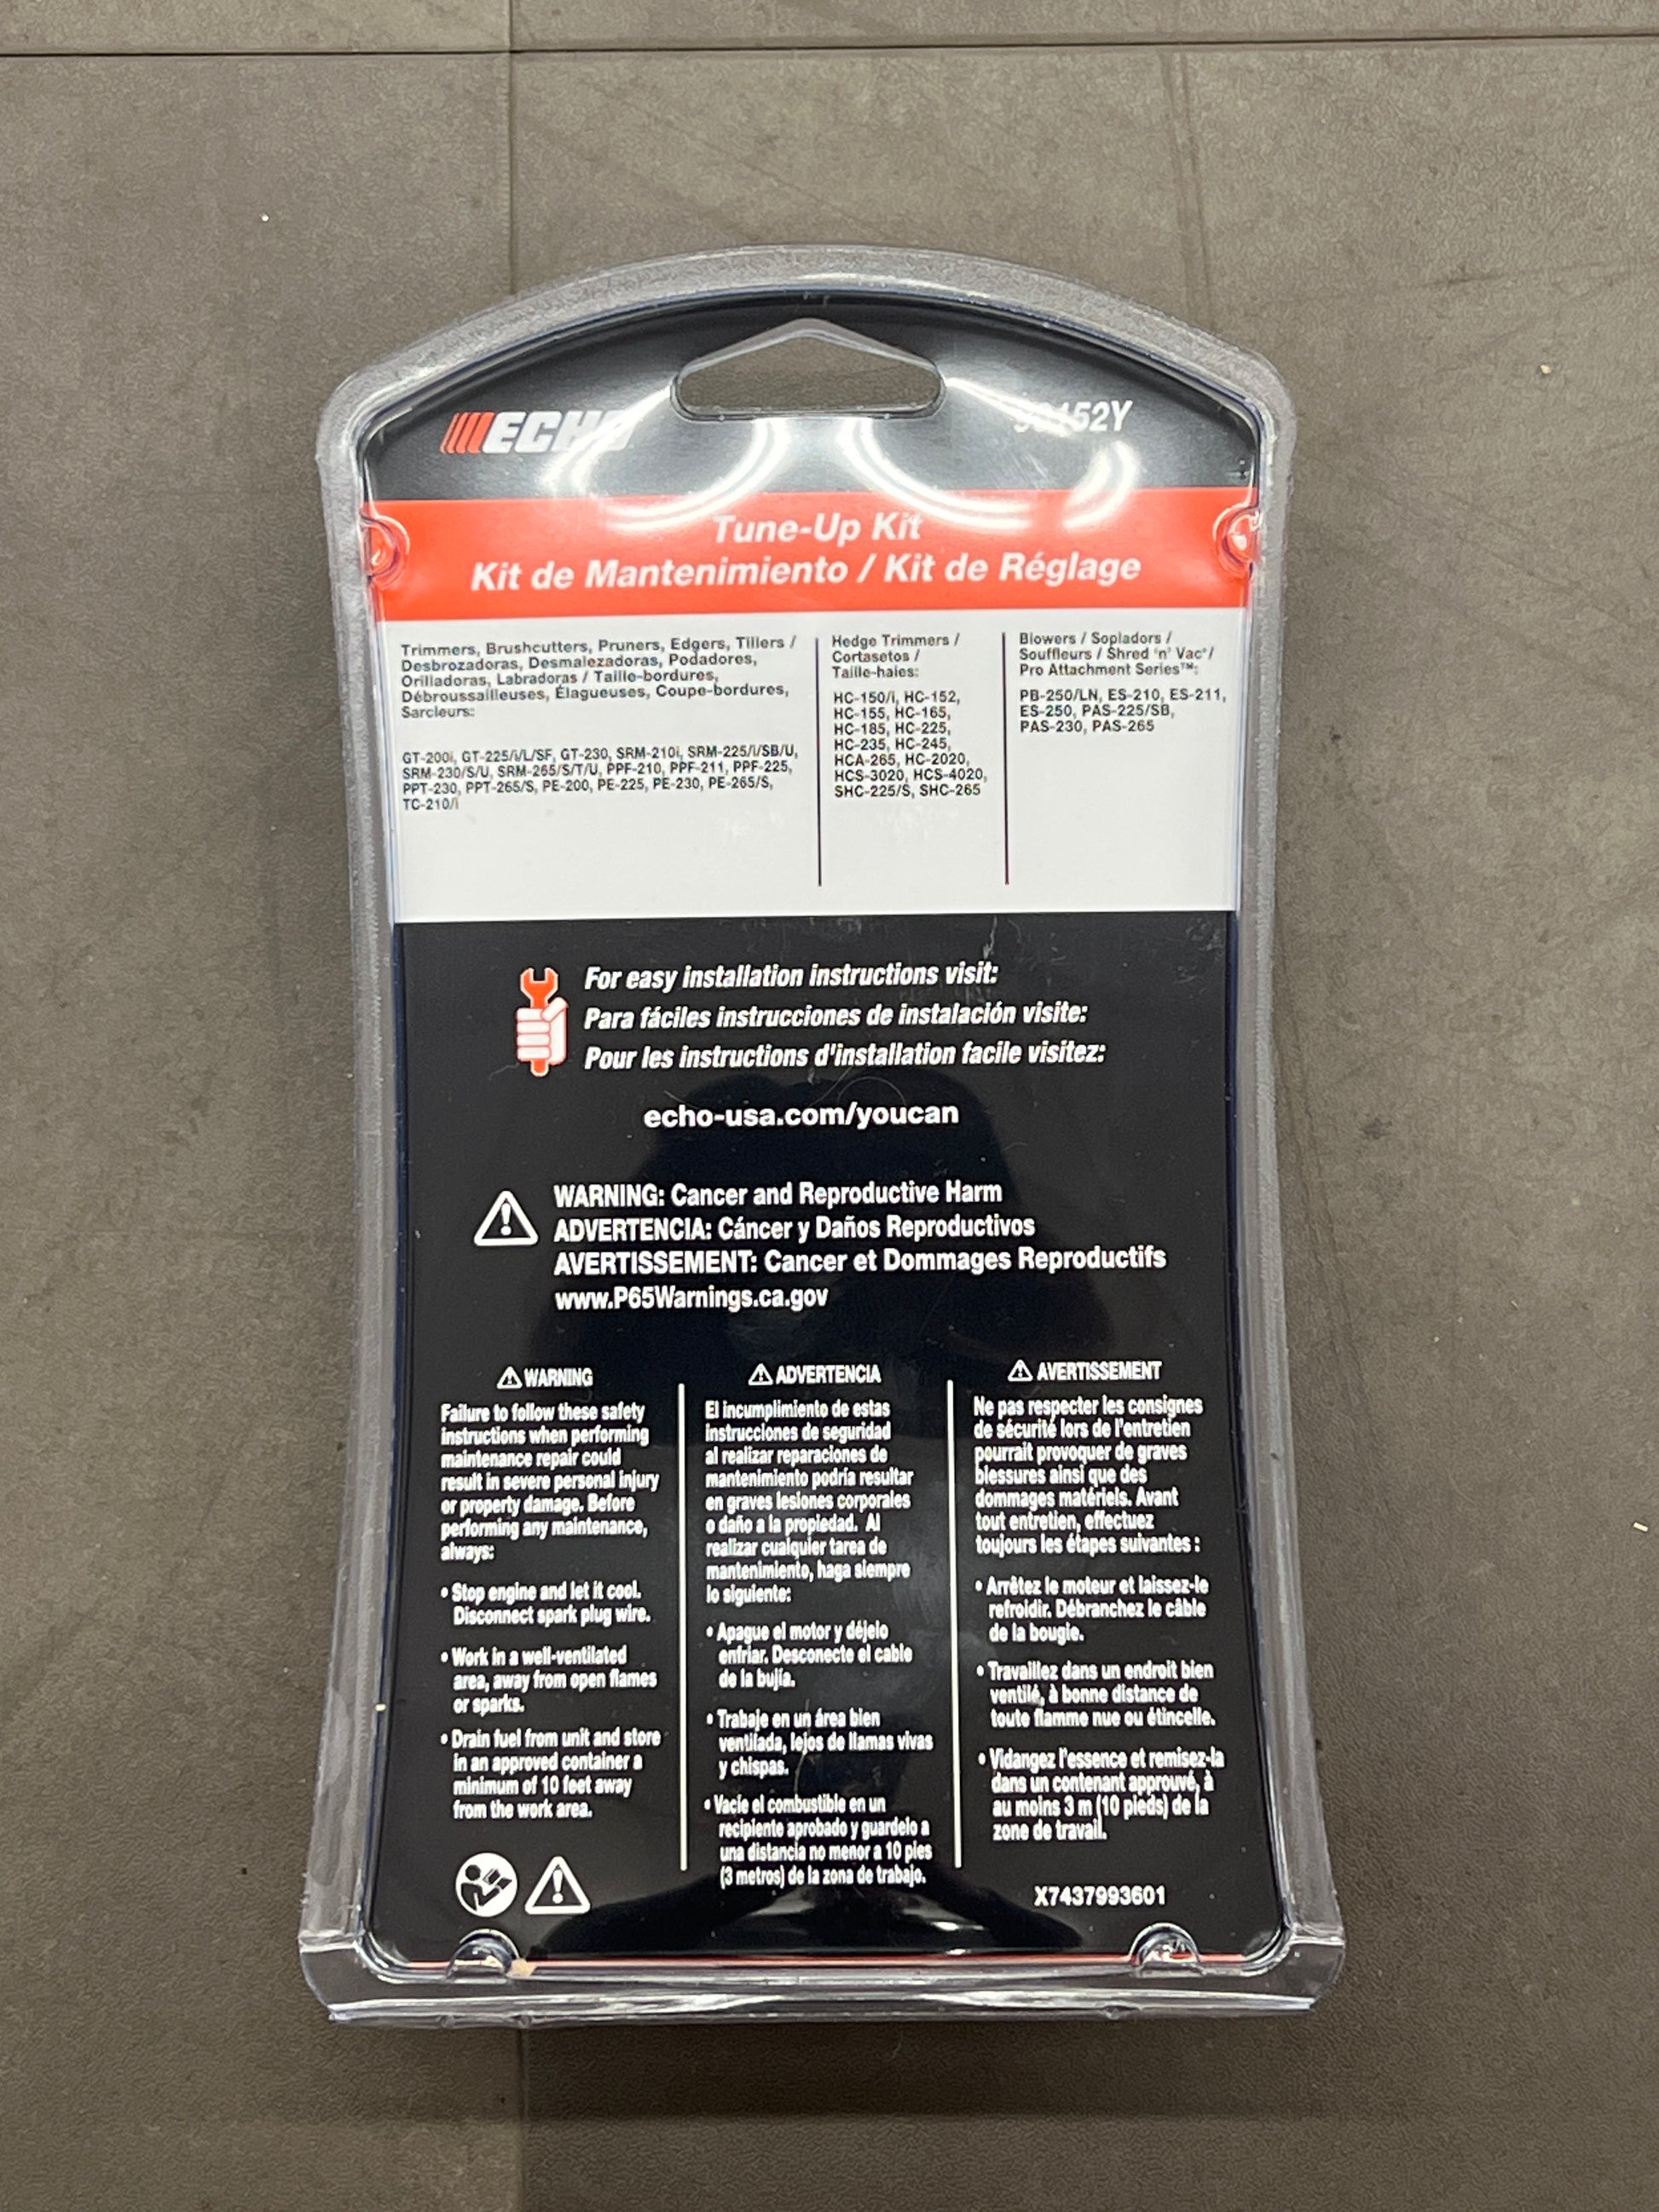 ECHO
Tune-Up Kit
Kit de Mantenimiento / Kit de Réglage
Trimmers, Brushcutters, Pruners, Edgers, Tillers /
Desbrozadoras, Desmalezadoras, Podadores,
Orilladoras, Labradoras / Taille-bordures,
Débroussailleuses, Élagueuses, Coupe-bordures,
Sarcleurs:
GT-200i, GT-225/i/L/SF, GT-230, SRM-210i, SRM-225/i/SB/U,
SRM-230/S/U, SRM-265/S/T/U, PPF-210, PPF-211, PPF-225,
PPT-230, PPT-265/S, PE-200, PE-225, PE-230, PE-265/S,
TC-210/i
Hedge Trimmers /
Cortasetos /
Taille-haies:
HC-150/i, HC-152,
HC-155, HC-165,
HC-185, HC-225,
HC-235, HC-245,
HCA-265, HC-2020,
HCS-3020, HCS-4020,
SHC-225/S, SHC-265
Blowers / Sopladors /
Souffleurs / Shred 'n' Vac®/
Pro Attachment Series™:
PB-250/LN, ES-210, ES-211,
ES-250, PAS-225/SB,
PAS-230, PAS-265
For easy installation instructions visit:
Para fáciles instrucciones de instalación visite:
Pour les instructions d'installation facile visitez:
echo-usa.com/youcan
WARNING: Cancer and Reproductive Harm
ADVERTENCIA: Cáncer y Daños Reproductivos
AVERTISSEMENT: Cancer et Dommages Reproductifs
www.P65Warnings.ca.gov
WARNING
Failure to follow these safety
instructions when performing
maintenance repair could
result in severe personal injury
or property damage. Before
performing any maintenance,
always:
• Stop engine and let it cool.
Disconnect spark plug wire.
• Work in a well-ventilated
area, away from open flames
or sparks.
• Drain fuel from unit and store
in an approved container a
minimum of 10 feet away
from the work area.
ADVERTENCIA
El incumplimiento de estas
instrucciones de seguridad
al realizar reparaciones de
mantenimiento podría resultar
en graves lesiones corporales
o daño a la propiedad. Al
realizar cualquier tarea de
mantenimiento, haga siempre
lo siguiente:
• Apague el motor y déjelo
enfriar. Desconecte el cable
de la bujía.
• Trabaje en un área bien
ventilada, lejos de llamas vivas
y chispas.
• Vacíe el combustible en un
recipiente aprobado y guardelo a
una distancia no menor a 10 pies
(3 metros) de la zona de trabajo.
AVERTISSEMENT
Ne pas respecter les consignes
de sécurité lors de l'entretien
pourrait provoquer de graves
blessures ainsi que des
dommages matériels. Avant
tout entretien, effectuez
toujours les étapes suivantes :
• Arrêtez le moteur et laissez-le
refroidir. Débranchez le câble
de la bougie.
• Travaillez dans un endroit bien
ventilé, à bonne distance de
toute flamme nue ou étincelle.
• Vidangez l'essence et remisez-la
dans un contenant approuvé, à
au moins 3 m (10 pieds) de la
zone de travail.
X7437993601